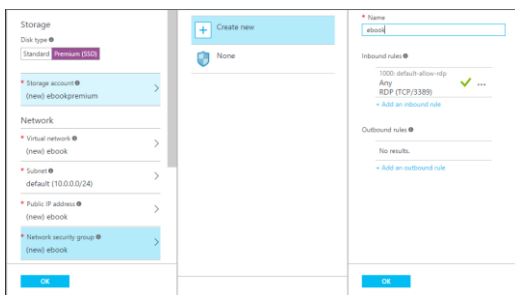 Storage
Disk type
Standard Premium (SSD)
* Storage account
(new) ebookpremium
Network
* Virtual network
(new) ebook
* Subnet
default (10.0.0.0/24)
* Public IP address
(new) ebook
* Network security group
(new) ebook
OK
Create new
None
* Name
ebook
Inbound rules
1000: default-allow-rdp
Any
RDP (TCP/3389)
...
+ Add an inbound rule
Outbound rules
No results.
+ Add an outbound rule
OK